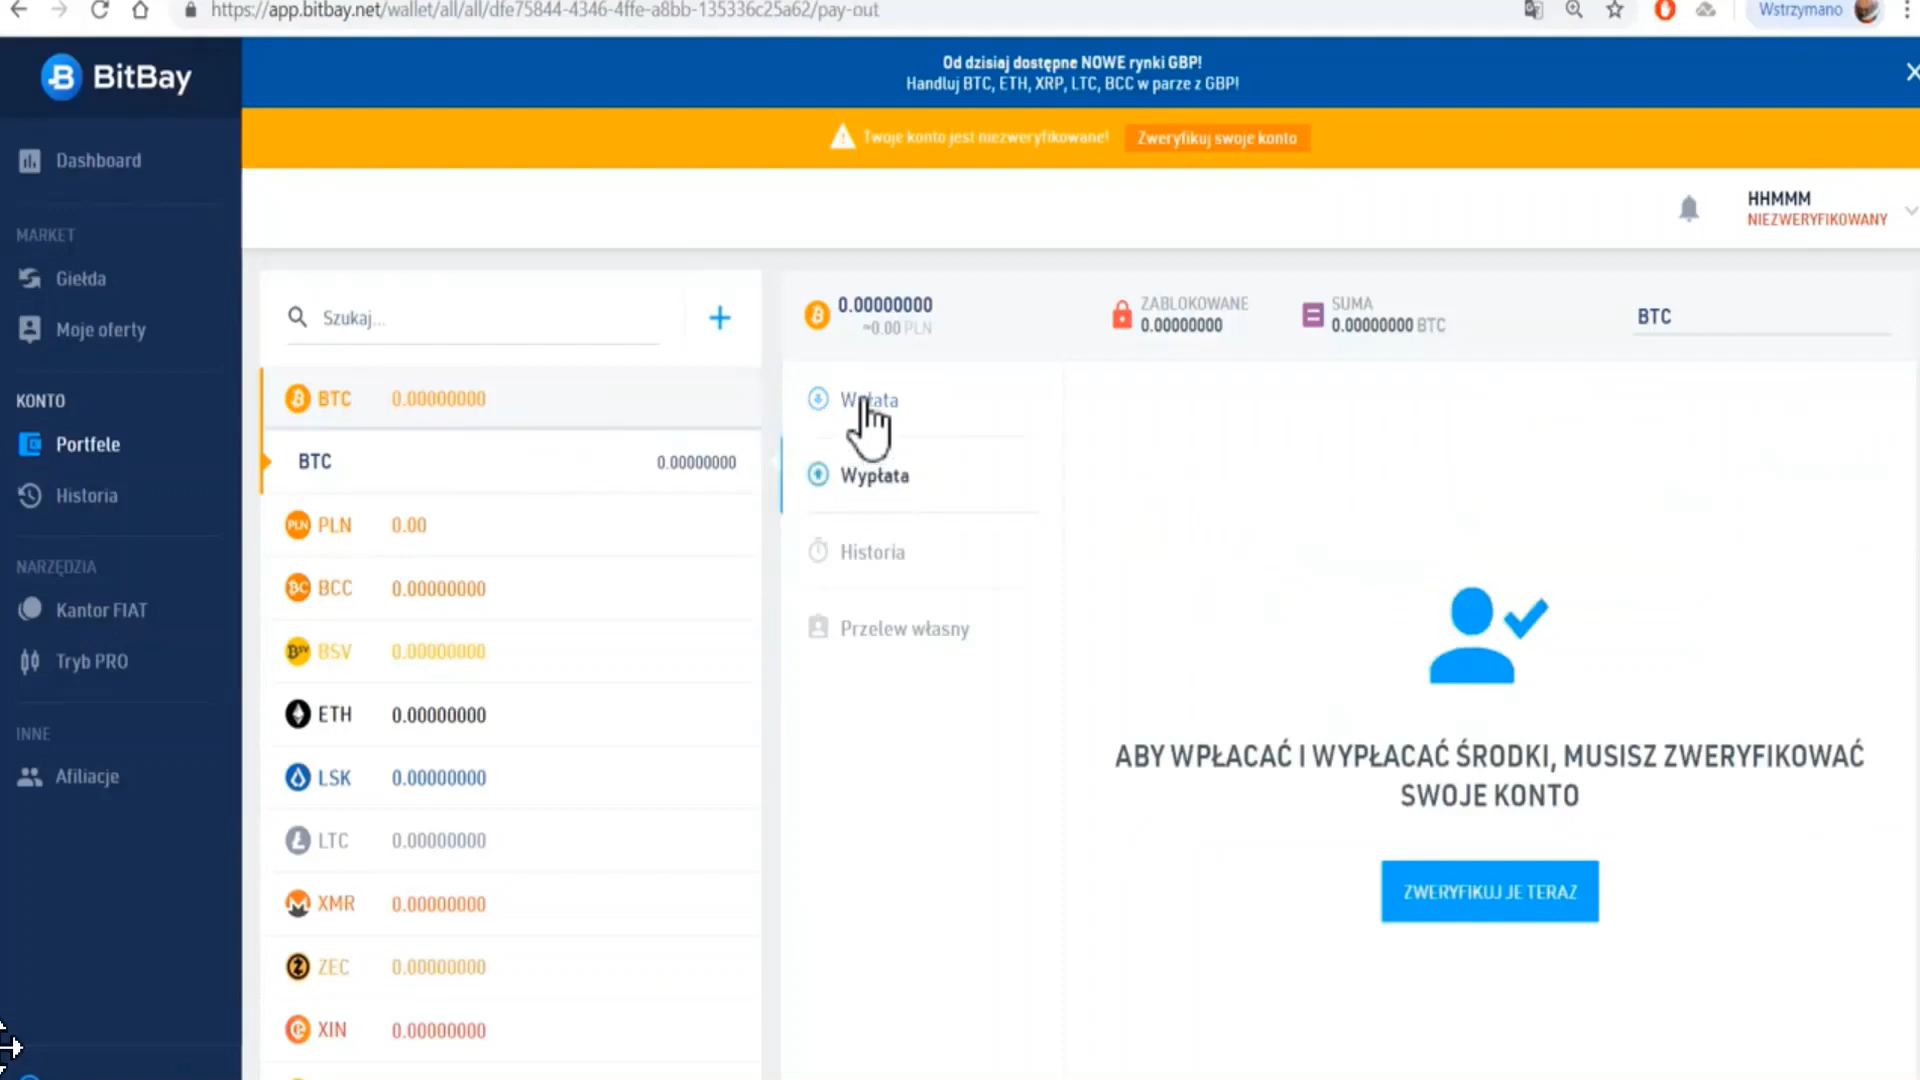 https://app.bitbay.net/wallet/all/all/dfe75844-4346-4ffe-a8bb-135336c25a62/pay-out
Wstrzymano
BitBay
Od dzisiaj dostępne NOWE rynki GBP!
Handluj BTC, ETH, XRP, LTC, BCC w parze z GBP!
Twoje konto jest niezweryfikowane!
Zweryfikuj swoje konto
HHMMM
NIEZWERYFIKOWANY
Dashboard
MARKET
Giełda
Moje oferty
KONTO
Portfele
Historia
NARZĘDZIA
Kantor FIAT
Tryb PRO
INNE
Afiliacje
Szukaj...
BTC 0.00000000
BTC 0.00000000
PLN 0.00
BCC 0.00000000
BSV 0.00000000
ETH 0.00000000
LSK 0.00000000
LTC 0.00000000
XMR 0.00000000
ZEC 0.00000000
XIN 0.00000000
0.00000000
≈0.00 PLN
ZABLOKOWANE
0.00000000
SUMA
0.00000000 BTC
BTC
Wpłata
Wypłata
Historia
Przelew własny
ABY WPŁACAĆ I WYPŁACAĆ ŚRODKI, MUSISZ ZWERYFIKOWAĆ
SWOJE KONTO
ZWERYFIKUJ JE TERAZ